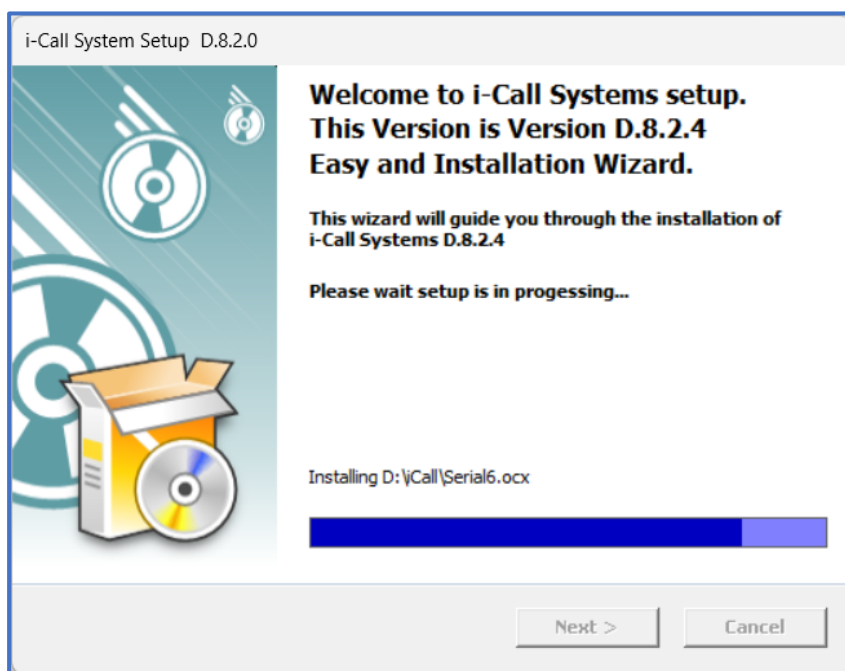 i-Call System Setup  D.8.2.0
Welcome to i-Call Systems setup.
This Version is Version D.8.2.4
Easy and Installation Wizard.
This wizard will guide you through the installation of
i-Call Systems D.8.2.4
Please wait setup is in progessing...
Installing D:\iCall\Serial6.ocx
Next >
Cancel